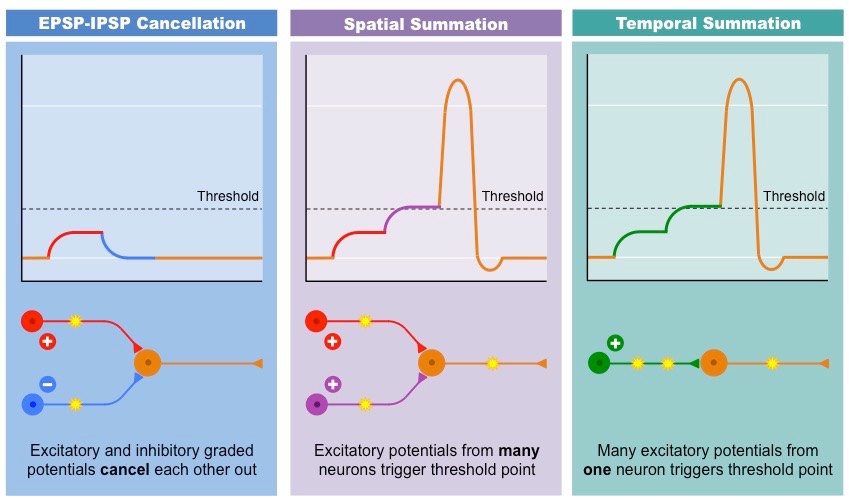 EPSP-IPSP Cancellation
Threshold
+
−
Excitatory and inhibitory graded
potentials cancel each other out
Spatial Summation
Threshold
+
+
Excitatory potentials from many
neurons trigger threshold point
Temporal Summation
Threshold
+
Many excitatory potentials from
one neuron triggers threshold point